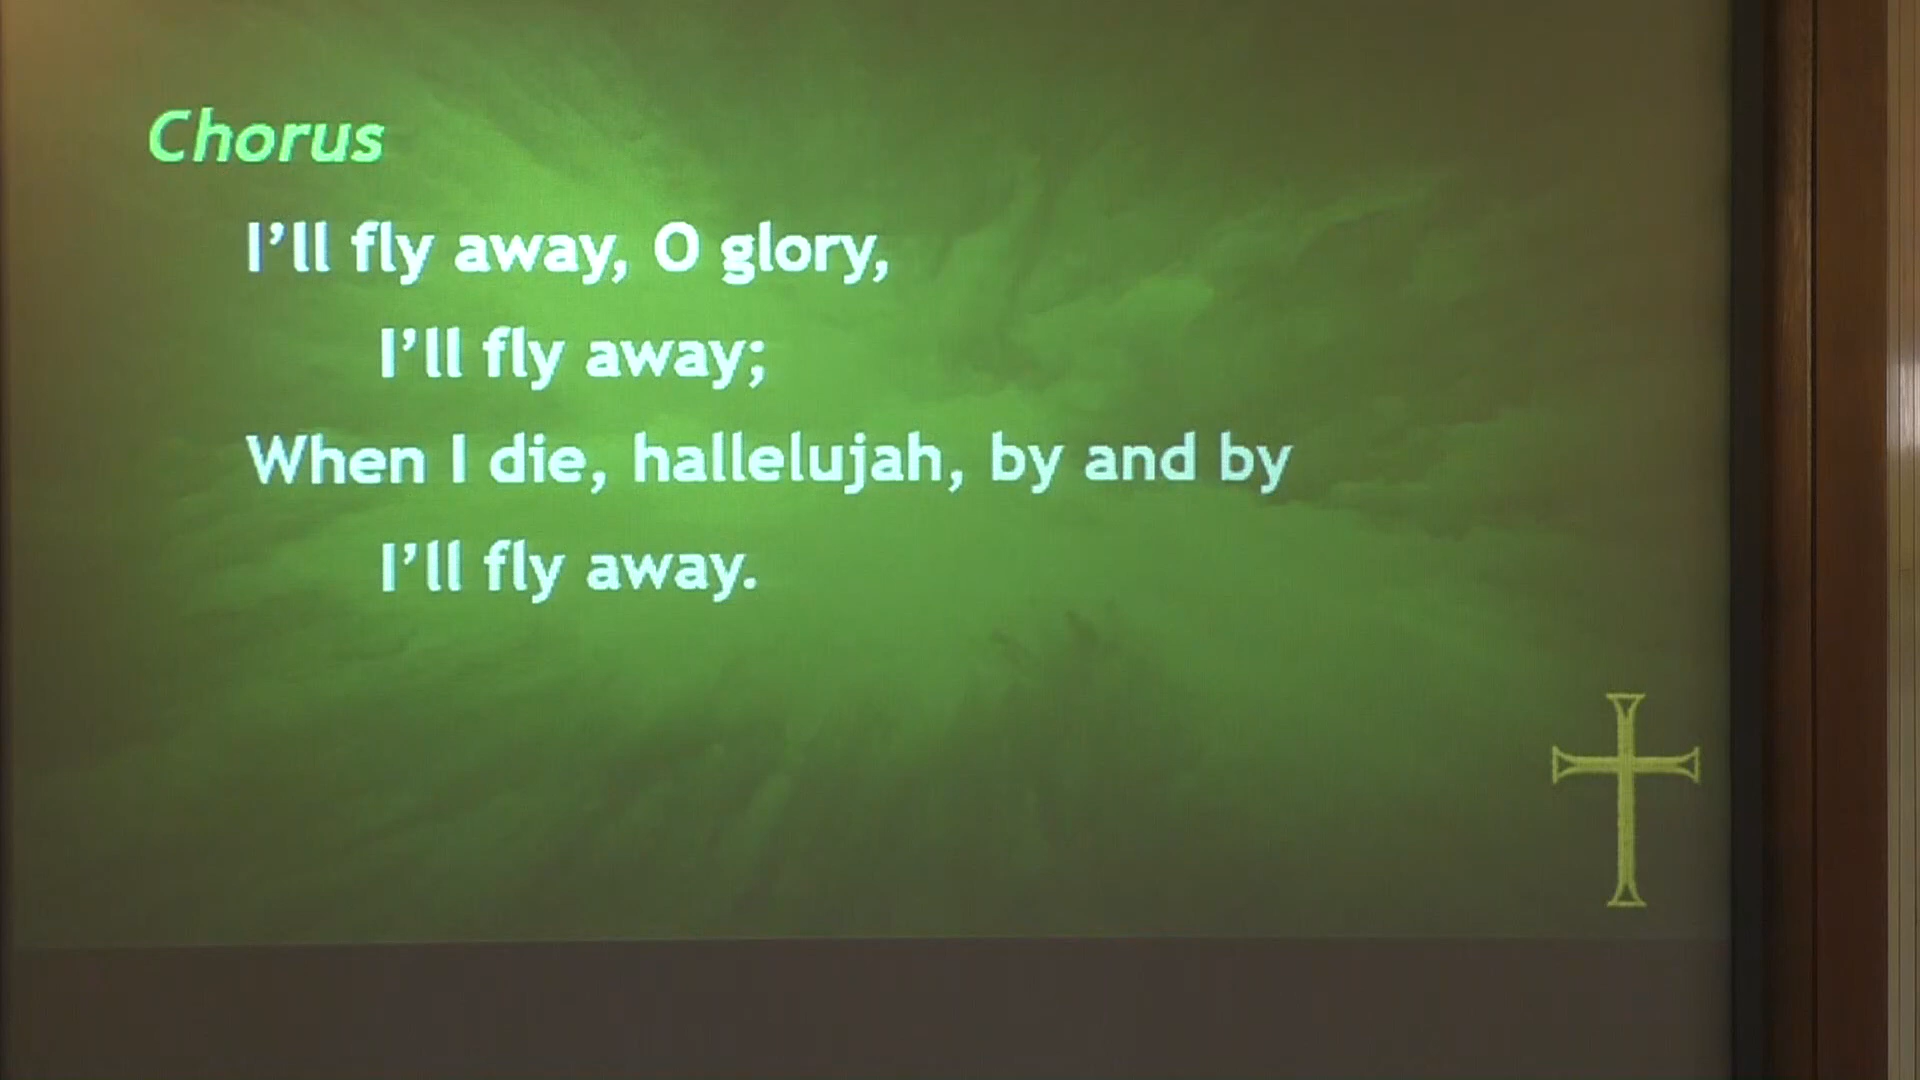 Chorus
I’ll fly away, O glory,
I’ll fly away;
When I die, hallelujah, by and by
I’ll fly away.